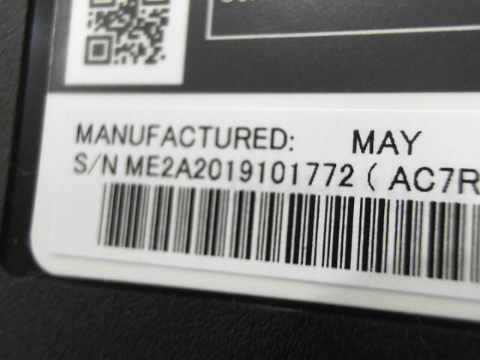 MANUFACTURED: MAY
S/N ME2A2019101772 ( AC7R